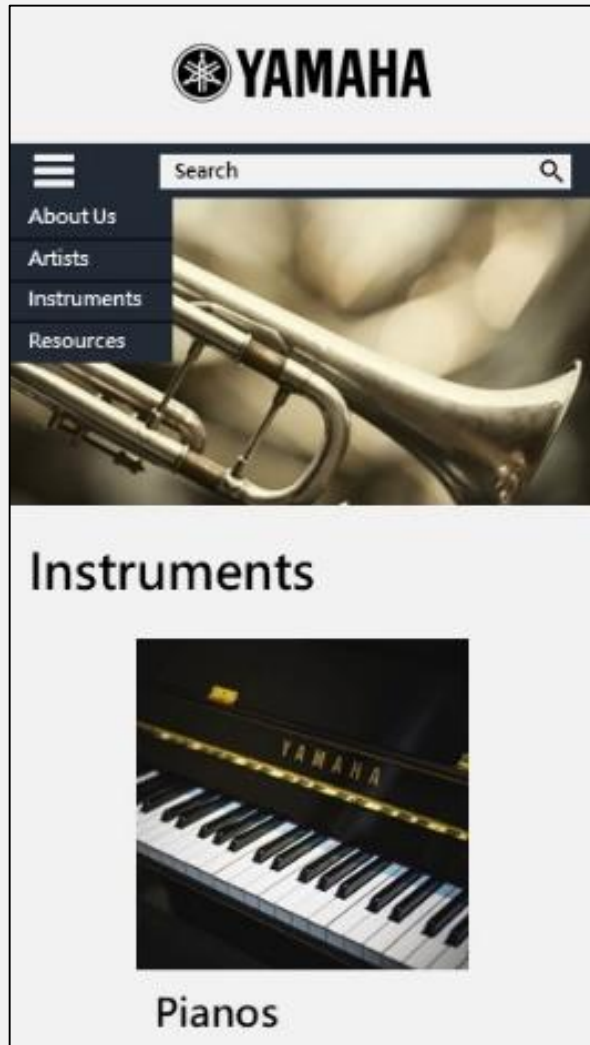 YAMAHA
Search
About Us
Artists
Instruments
Resources
Instruments
YAMAHA
Pianos